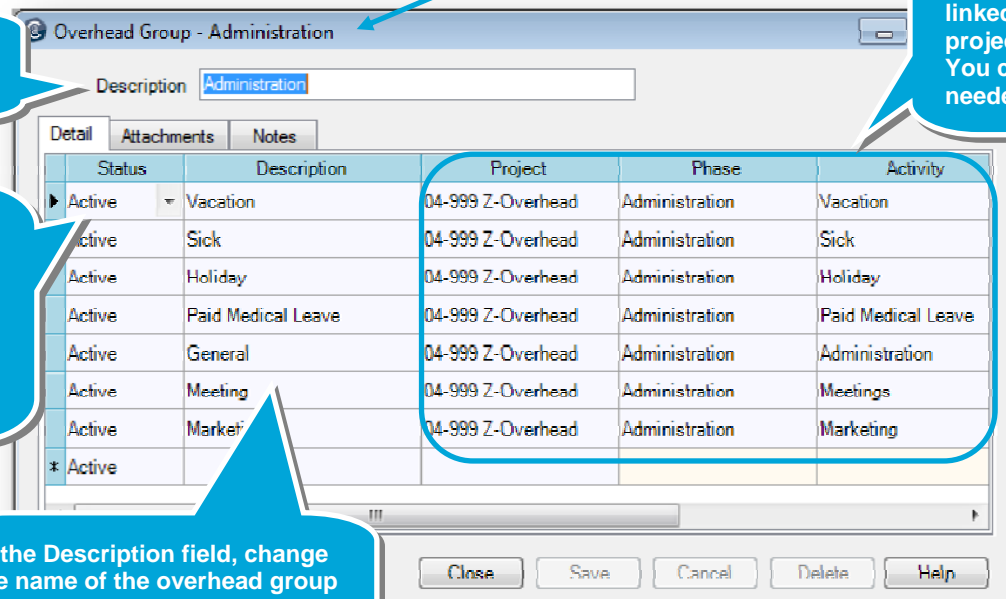 linked
Overhead Group - Administration
You
Description Administration
Detail Attachments Notes
Status Description Project Phase Activity
Active Vacation 04-999 Z-Overhead Administration Vacation
Sick 04-999 Z-Overhead Administration Sick
Active Holiday 04-999 Z-Overhead Administration Holiday
Active Paid Medical Leave 04-999 Z-Overhead Administration Paid Medical Leave
Active General 04-999 Z-Overhead Administration Administration
Active Meeting 04-999 Z-Overhead Administration Meetings
Active 04-999 Z-Overhead Administration Marketing
* Active
the Description field, change
name of the overhead group
Close Save Cancel Delete Help